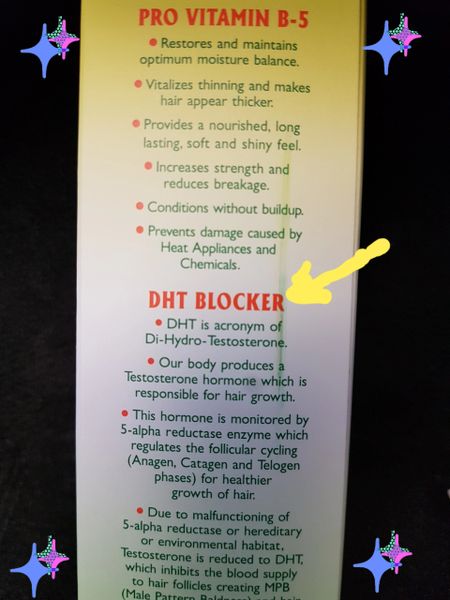 PRO VITAMIN B-5
• Restores and maintains
optimum moisture balance.
• Vitalizes thinning and makes
hair appear thicker.
• Provides a nourished, long
lasting, soft and shiny feel.
• Increases strength and
reduces breakage.
• Conditions without buildup.
• Prevents damage caused by
Heat Appliances and
Chemicals.
DHT BLOCKER
• DHT is acronym of
Di-Hydro-Testosterone.
• Our body produces a
Testosterone hormone which is
responsible for hair growth.
• This hormone is monitored by
5-alpha reductase enzyme which
regulates the follicular cycling
(Anagen, Catagen and Telogen
phases) for healthier
growth of hair.
• Due to malfunctioning of
5-alpha reductase or hereditary
or environmental habitat,
Testosterone is reduced to DHT,
which inhibits the blood supply
to hair follicles creating MPB
(Male Pattern Baldness) and hair